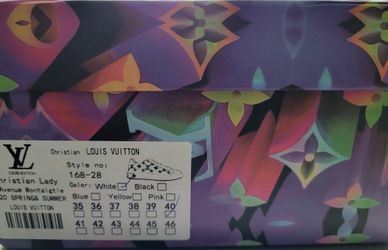 Christian LOUIS VUITTON
LV
LOUIS VUITTON
Style no:
168-28
Christian Lady
Avenue Montaigtle
20 SPRING& SUMMER
LOUIS VUITTON
Color: White Black
Blue Yellow Pink
35 36 37 38 39 40
41 42 43 44 45 46